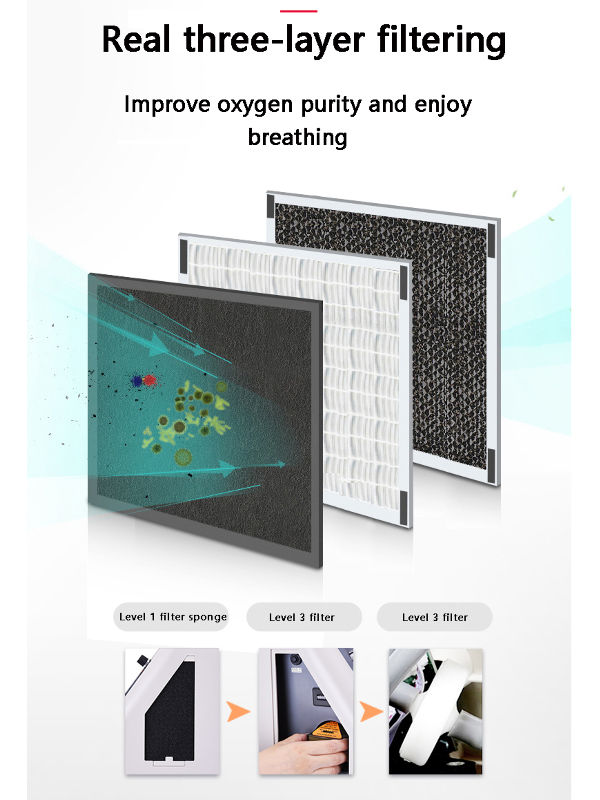 Real three-layer filtering
Improve oxygen purity and enjoy
breathing
Level 1 filter sponge
Level 3 filter
Level 3 filter